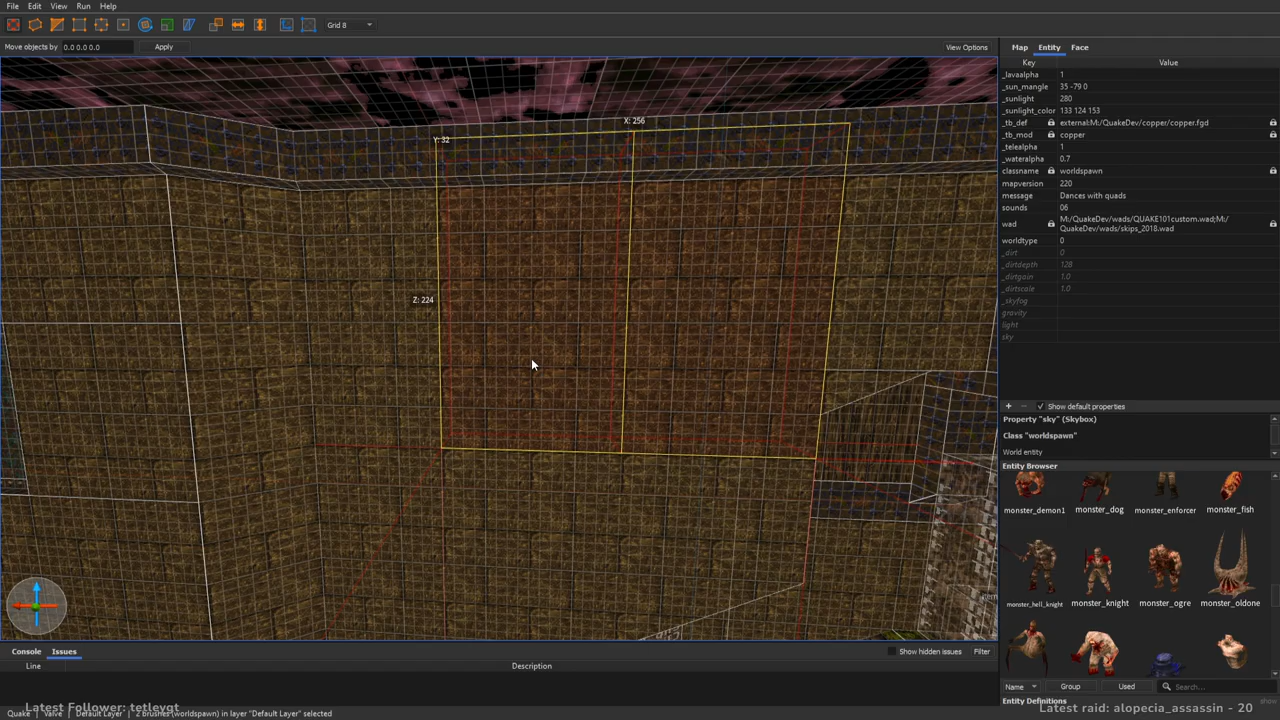 File Edit View Run Help
Grid 8
Move objects by 0.0 0.0 0.0 Apply View Options
Map Entity Face
Key Value
_lavaalpha 1
_sun_mangle 35 -79 0
_sunlight 280
_sunlight_color 133 124 153
_tb_def external:M:/QuakeDev/copper/copper.fgd
_tb_mod copper
_telealpha 1
_wateralpha 0.7
classname worldspawn
mapversion 220
message Dances with quads
sounds 06
wad M:/QuakeDev/wads/QUAKE101custom.wad;M:/
QuakeDev/wads/skips_2018.wad
worldtype 0
_dirt 0
_dirtdepth 128
_dirtgain 1.0
_dirtscale 1.0
_skyfog
gravity
light
sky
X: 256
Y: 32
Z: 224
+ − Show default properties
Property "sky" (Skybox)
Class "worldspawn"
World entity
Entity Browser
monster_demon1 monster_dog monster_enforcer monster_fish
monster_hell_knight monster_knight monster_ogre monster_oldone
Name Group Used Search...
Entity Definitions
Console Issues
Show hidden issues Filter
Line Description
Latest Follower: tetleygt
Latest raid: alopecia_assassin - 20
Quake Valve Default Layer 2 brushes (worldspawn) in layer "Default Layer" selected